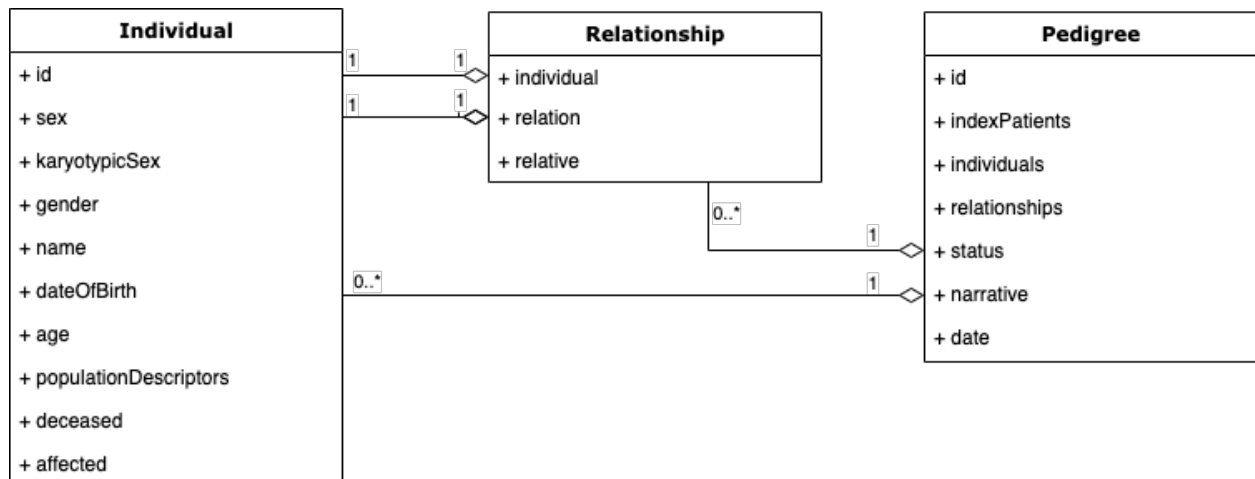 Individual
+ id
+ sex
+ karyotypicSex
+ gender
+ name
+ dateOfBirth
+ age
+ populationDescriptors
+ deceased
+ affected
1
1
1
1
Relationship
+ individual
+ relation
+ relative
0..*
1
0..*
1
Pedigree
+ id
+ indexPatients
+ individuals
+ relationships
+ status
+ narrative
+ date